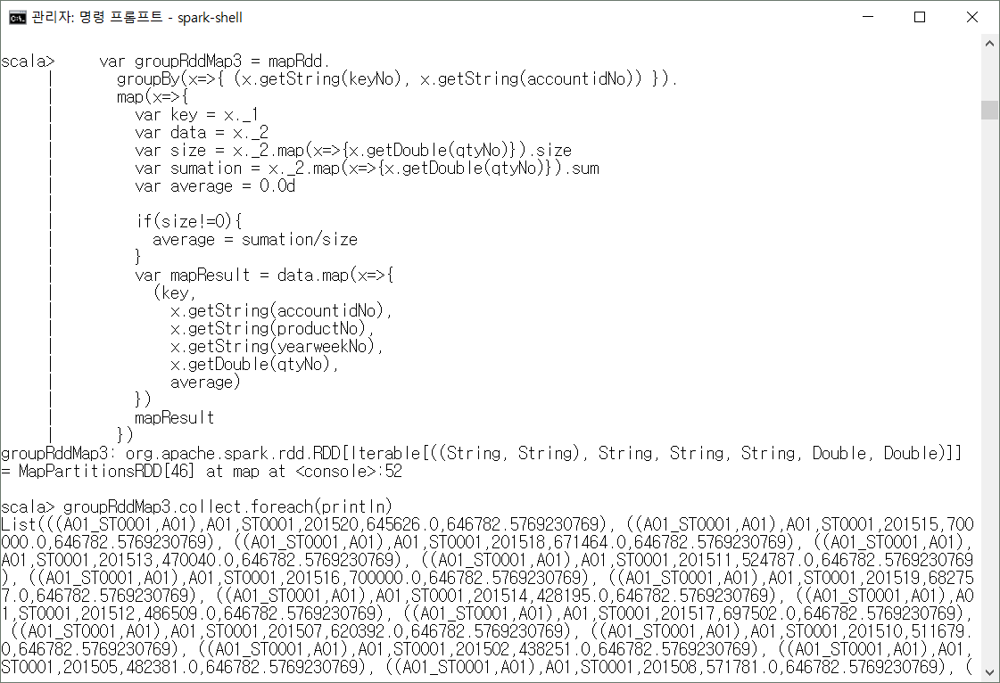 관리자: 명령 프롬프트 - spark-shell
scala>     var groupRddMap3 = mapRdd.
     |       groupBy(x=>{ (x.getString(keyNo), x.getString(accountidNo)) }).
     |       map(x=>{
     |         var key = x._1
     |         var data = x._2
     |         var size = x._2.map(x=>{x.getDouble(qtyNo)}).size
     |         var sumation = x._2.map(x=>{x.getDouble(qtyNo)}).sum
     |         var average = 0.0d
     |
     |         if(size!=0){
     |           average = sumation/size
     |         }
     |         var mapResult = data.map(x=>{
     |           (key,
     |             x.getString(accountidNo),
     |             x.getString(productNo),
     |             x.getString(yearweekNo),
     |             x.getDouble(qtyNo),
     |             average)
     |         })
     |         mapResult
     |       })
groupRddMap3: org.apache.spark.rdd.RDD[Iterable[((String, String), String, String, String, Double, Double)]]
= MapPartitionsRDD[46] at map at <console>:52
scala> groupRddMap3.collect.foreach(println)
List(((A01_ST0001,A01),A01,ST0001,201520,645626.0,646782.5769230769), ((A01_ST0001,A01),A01,ST0001,201515,700
000.0,646782.5769230769), ((A01_ST0001,A01),A01,ST0001,201518,671464.0,646782.5769230769), ((A01_ST0001,A01),
A01,ST0001,201513,470040.0,646782.5769230769), ((A01_ST0001,A01),A01,ST0001,201511,524787.0,646782.5769230769
), ((A01_ST0001,A01),A01,ST0001,201516,700000.0,646782.5769230769), ((A01_ST0001,A01),A01,ST0001,201519,68275
7.0,646782.5769230769), ((A01_ST0001,A01),A01,ST0001,201514,428195.0,646782.5769230769), ((A01_ST0001,A01),A0
1,ST0001,201512,486509.0,646782.5769230769), ((A01_ST0001,A01),A01,ST0001,201517,697502.0,646782.5769230769),
 ((A01_ST0001,A01),A01,ST0001,201507,620392.0,646782.5769230769), ((A01_ST0001,A01),A01,ST0001,201510,511679.
0,646782.5769230769), ((A01_ST0001,A01),A01,ST0001,201502,438251.0,646782.5769230769), ((A01_ST0001,A01),A01,
ST0001,201505,482381.0,646782.5769230769), ((A01_ST0001,A01),A01,ST0001,201508,571781.0,646782.5769230769), (